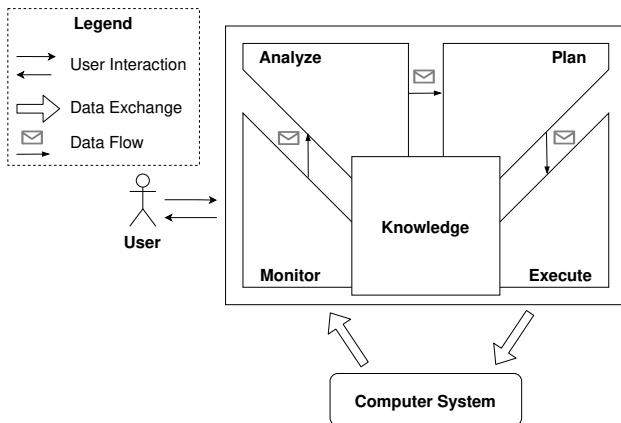 Legend
User Interaction
Data Exchange
Data Flow
Analyze
Plan
User
Knowledge
Monitor
Execute
Computer System